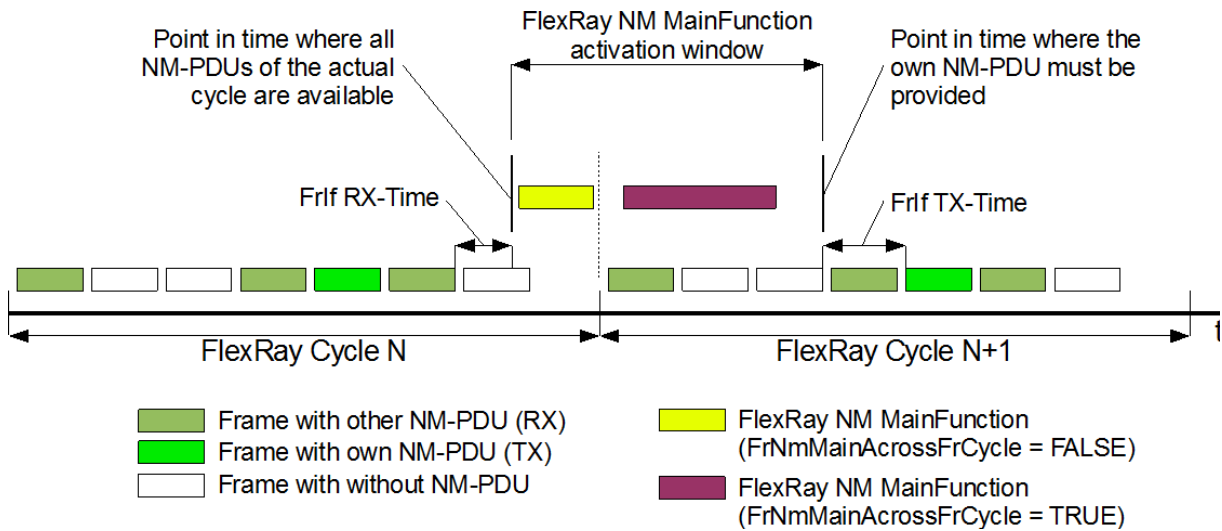 Point in time where all
NM-PDUs of the actual
cycle are available
FlexRay NM MainFunction
activation window
Point in time where the
own NM-PDU must be
provided
FrIf RX-Time
FrIf TX-Time
t
FlexRay Cycle N
FlexRay Cycle N+1
Frame with other NM-PDU (RX)
Frame with own NM-PDU (TX)
Frame with without NM-PDU
FlexRay NM MainFunction
(FrNmMainAcrossFrCycle = FALSE)
FlexRay NM MainFunction
(FrNmMainAcrossFrCycle = TRUE)